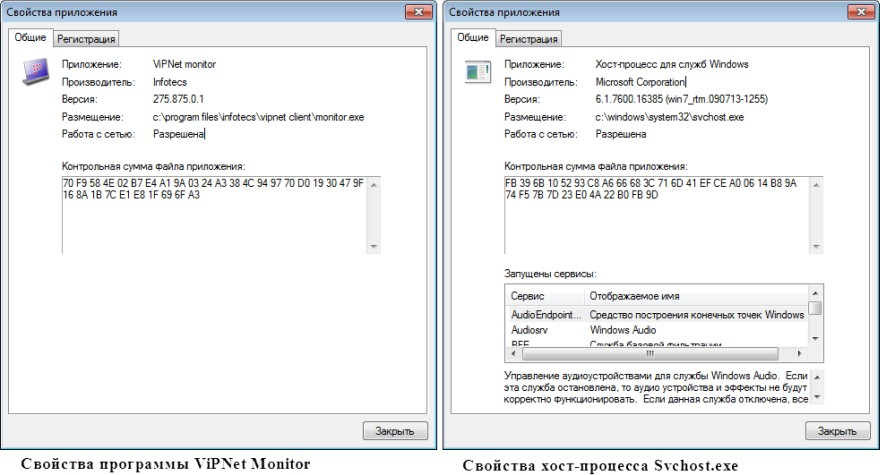 Свойства приложения
Общие
Регистрация
Приложение: ViPNet monitor
Производитель: Infotecs
Версия: 275.875.0.1
Размещение: c:\program files\infotecs\vipnet client\monitor.exe
Работа с сетью: Разрешена
Контрольная сумма файла приложения:
70 F9 58 4E 02 B7 E4 A1 9A 03 24 A3 38 4C 94 97 70 D0 19 30 47 9F
16 8A 1B 7C E1 E8 1F 69 6F A3
Закрыть
Свойства программы ViPNet Monitor
Свойства приложения
Общие
Регистрация
Приложение: Хост-процесс для служб Windows
Производитель: Microsoft Corporation
Версия: 6.1.7600.16385 (win7_rtm.090713-1255)
Размещение: c:\windows\system32\svchost.exe
Работа с сетью: Разрешена
Контрольная сумма файла приложения:
FB 39 6B 10 52 93 C8 A6 66 68 3C 71 6D 41 EF CE A0 06 14 B8 9A
74 F5 7B 7D 23 E0 4A 22 B0 FB 9D
Запущены сервисы:
Сервис Отображаемое имя
AudioEndpoint... Средство построения конечных точек Windows
Audiosrv Windows Audio
BFE Служба базовой фильтрации
Управление аудиоустройствами для службы Windows Audio. Если
эта служба остановлена, то аудио устройства и эффекты не будут
корректно функционировать. Если данная служба отключена, все
Закрыть
Свойства хост-процесса Svchost.exe